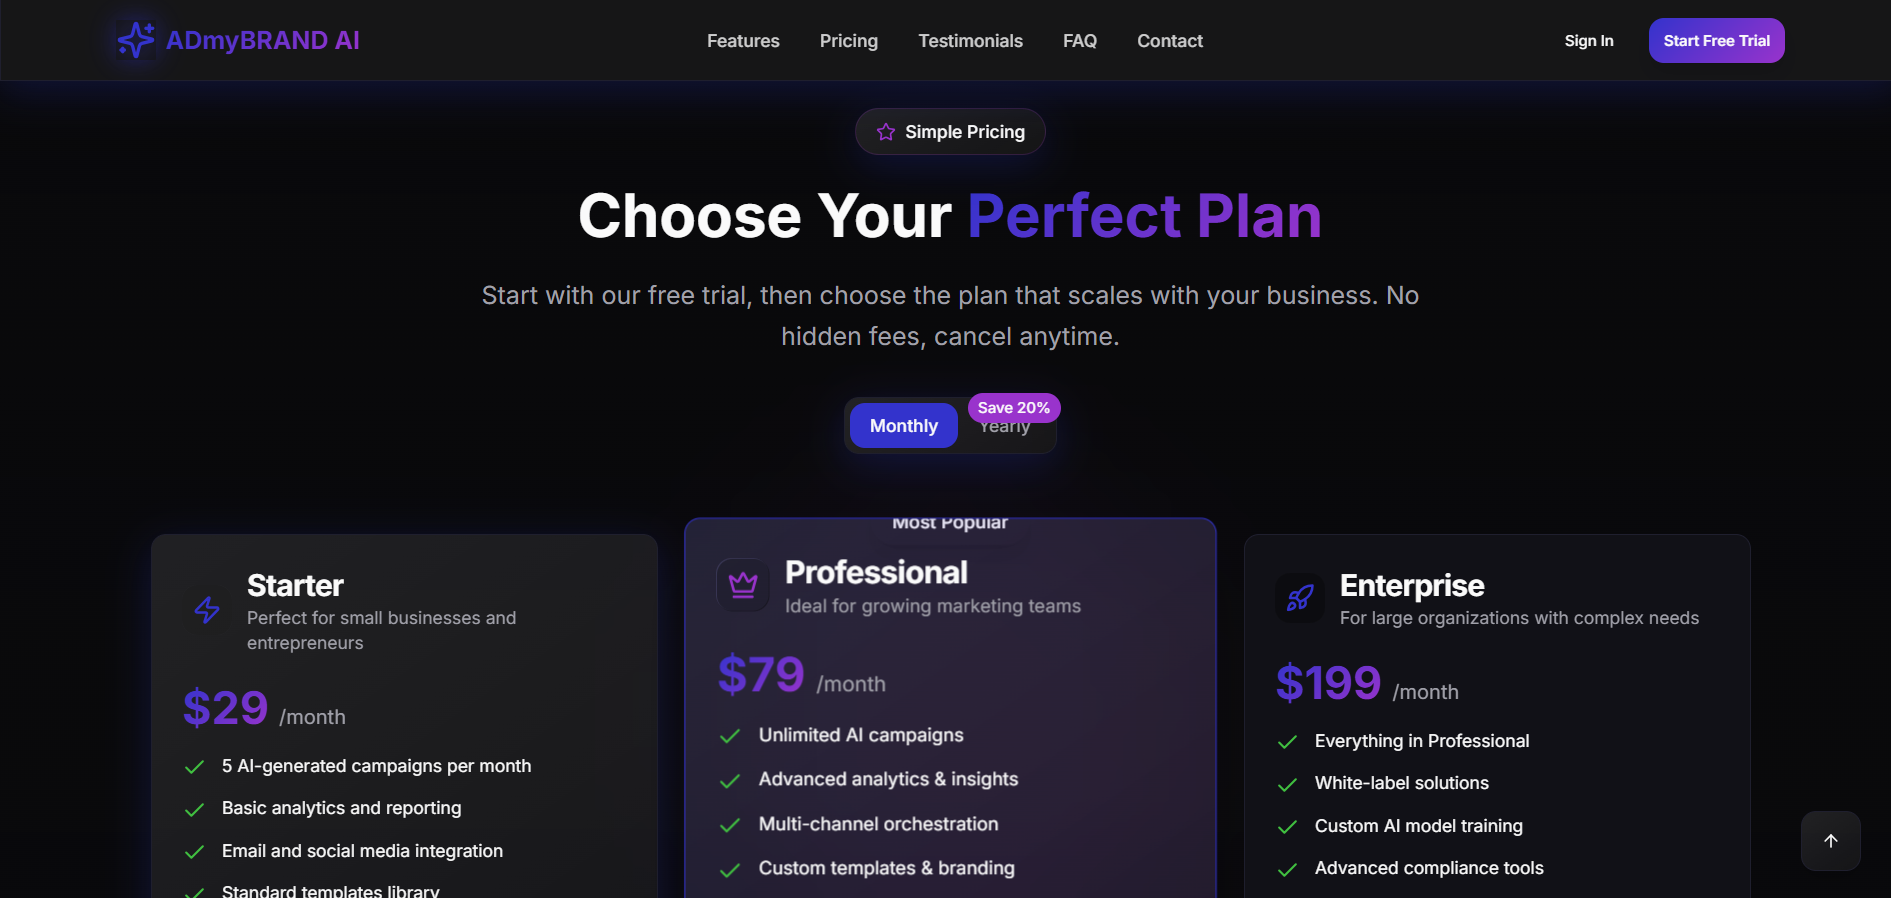 ADmyBRAND AI
Features
Pricing
Testimonials
FAQ
Contact
Sign In
Start Free Trial
Simple Pricing
Choose Your Perfect Plan
Start with our free trial, then choose the plan that scales with your business. No
hidden fees, cancel anytime.
Monthly
Save 20%
Yearly
Starter
Perfect for small businesses and
entrepreneurs
$29 /month
5 AI-generated campaigns per month
Basic analytics and reporting
Email and social media integration
Standard templates library
Most Popular
Professional
Ideal for growing marketing teams
$79 /month
Unlimited AI campaigns
Advanced analytics & insights
Multi-channel orchestration
Custom templates & branding
Enterprise
For large organizations with complex needs
$199 /month
Everything in Professional
White-label solutions
Custom AI model training
Advanced compliance tools